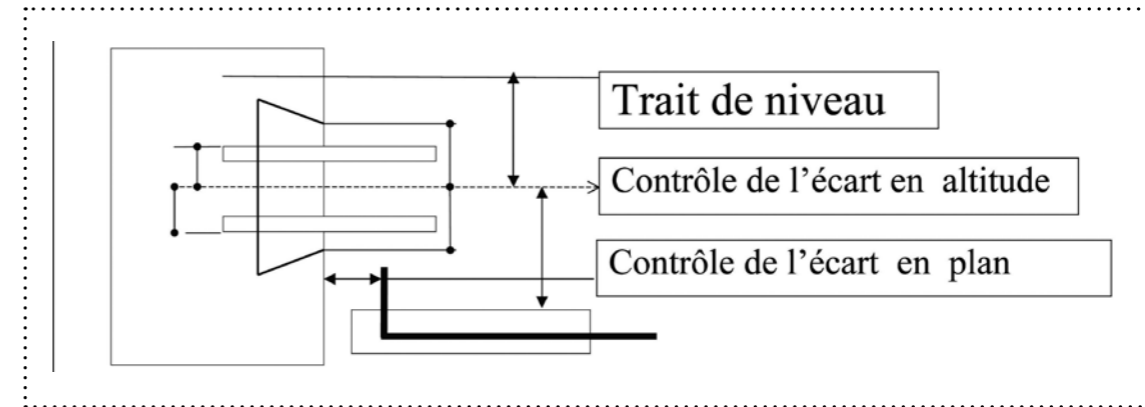 Trait de niveau
Contrôle de l'écart en altitude
Contrôle de l'écart en plan